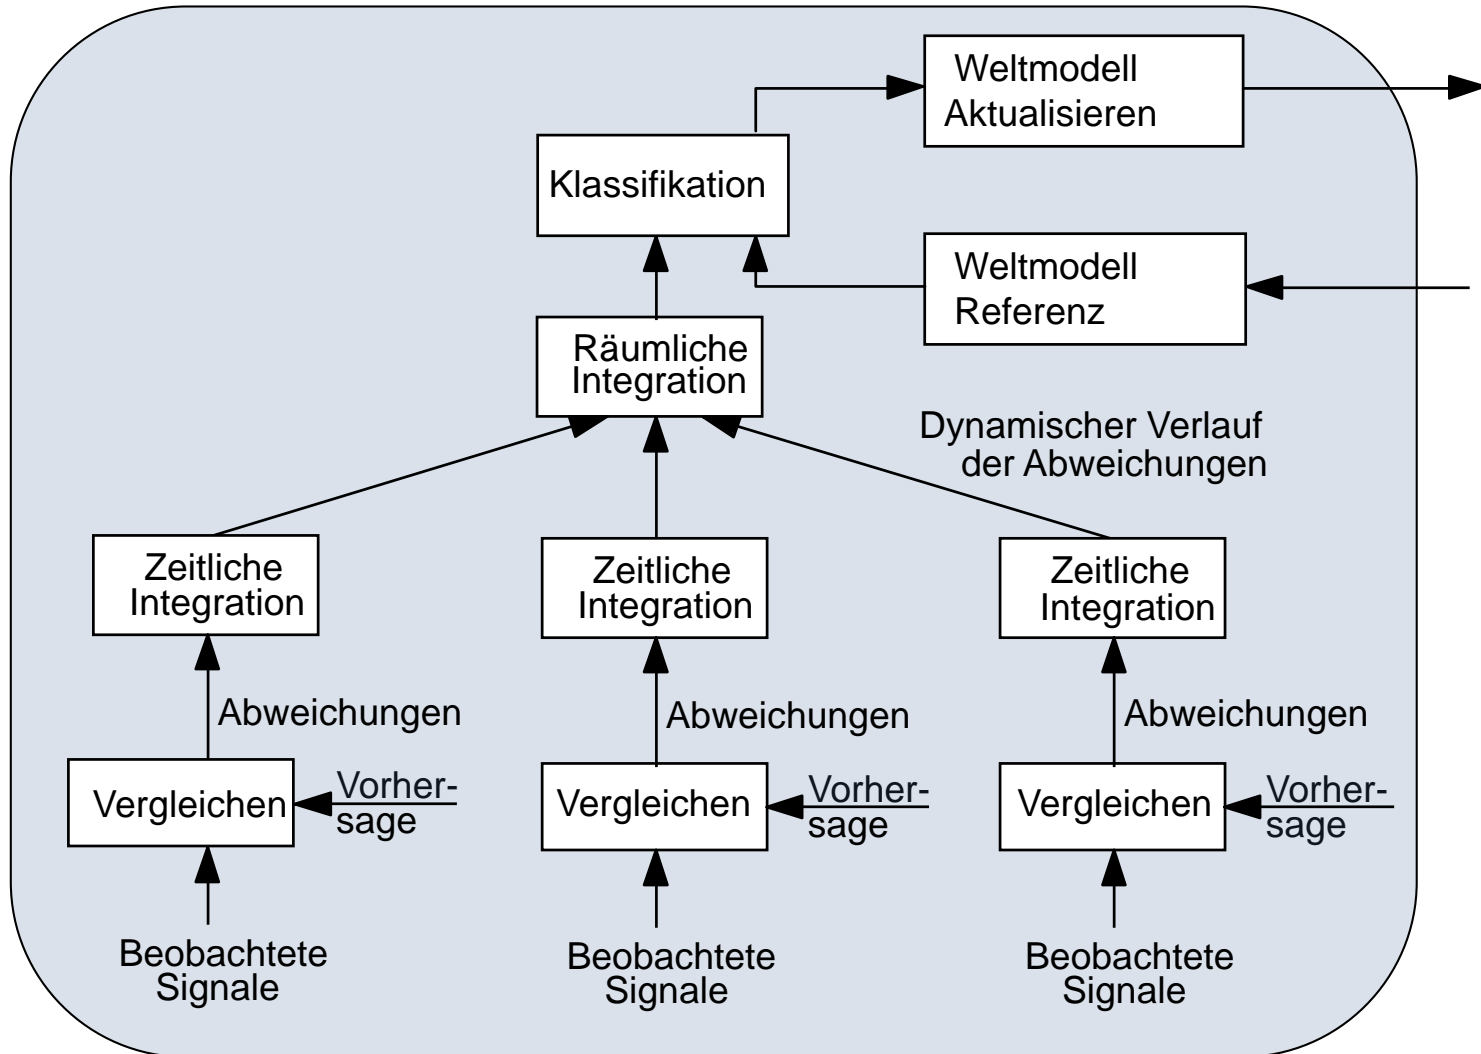 Weltmodell
Aktualisieren
Klassifikation
Weltmodell
Referenz
Räumliche
Integration
Dynamischer Verlauf
der Abweichungen
Zeitliche
Integration
Zeitliche
Integration
Zeitliche
Integration
Abweichungen
Abweichungen
Abweichungen
Vergleichen
Vorher-
sage
Vergleichen
Vorher-
sage
Vergleichen
Vorher-
sage
Beobachtete
Signale
Beobachtete
Signale
Beobachtete
Signale